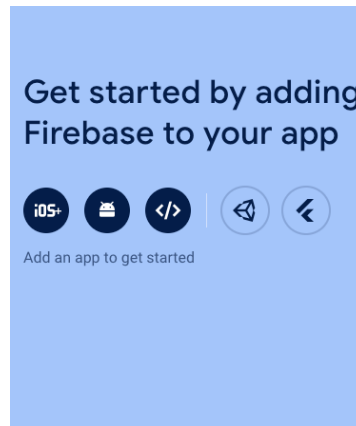 Get started by adding
Firebase to your app
iOS+
</>
Add an app to get started